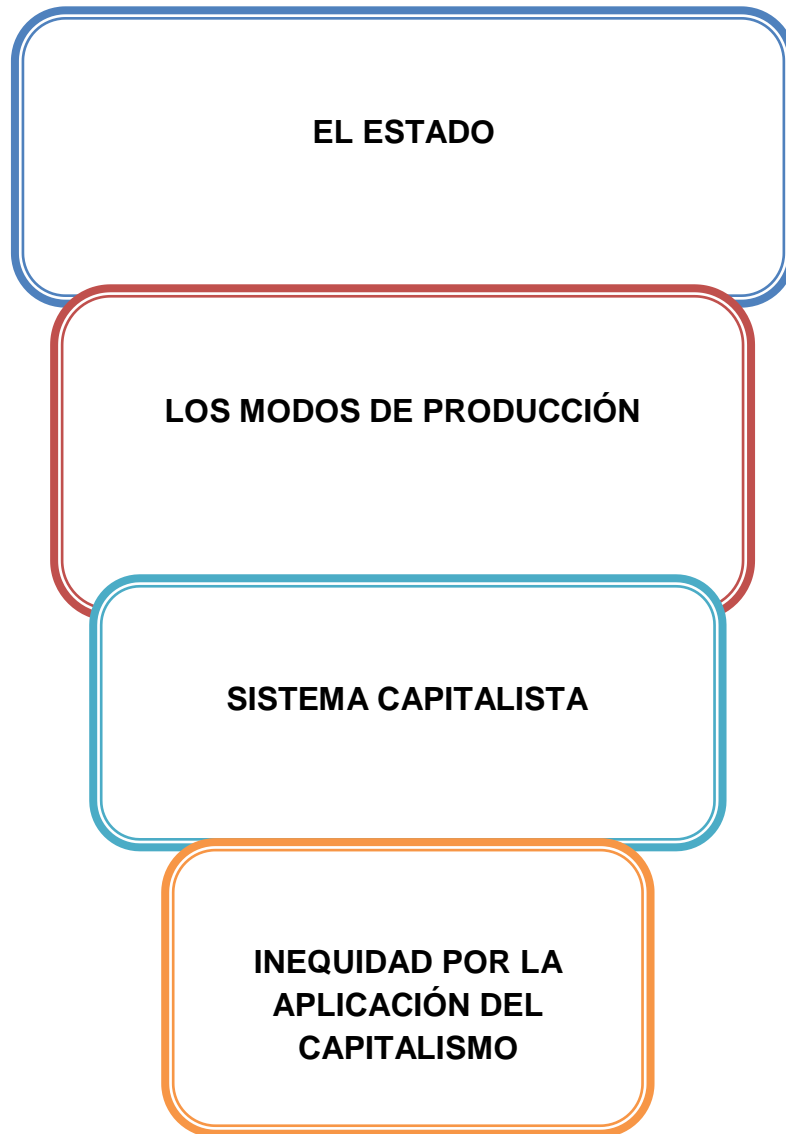 EL ESTADO
LOS MODOS DE PRODUCCIÓN
SISTEMA CAPITALISTA
INEQUIDAD POR LA
APLICACIÓN DEL
CAPITALISMO